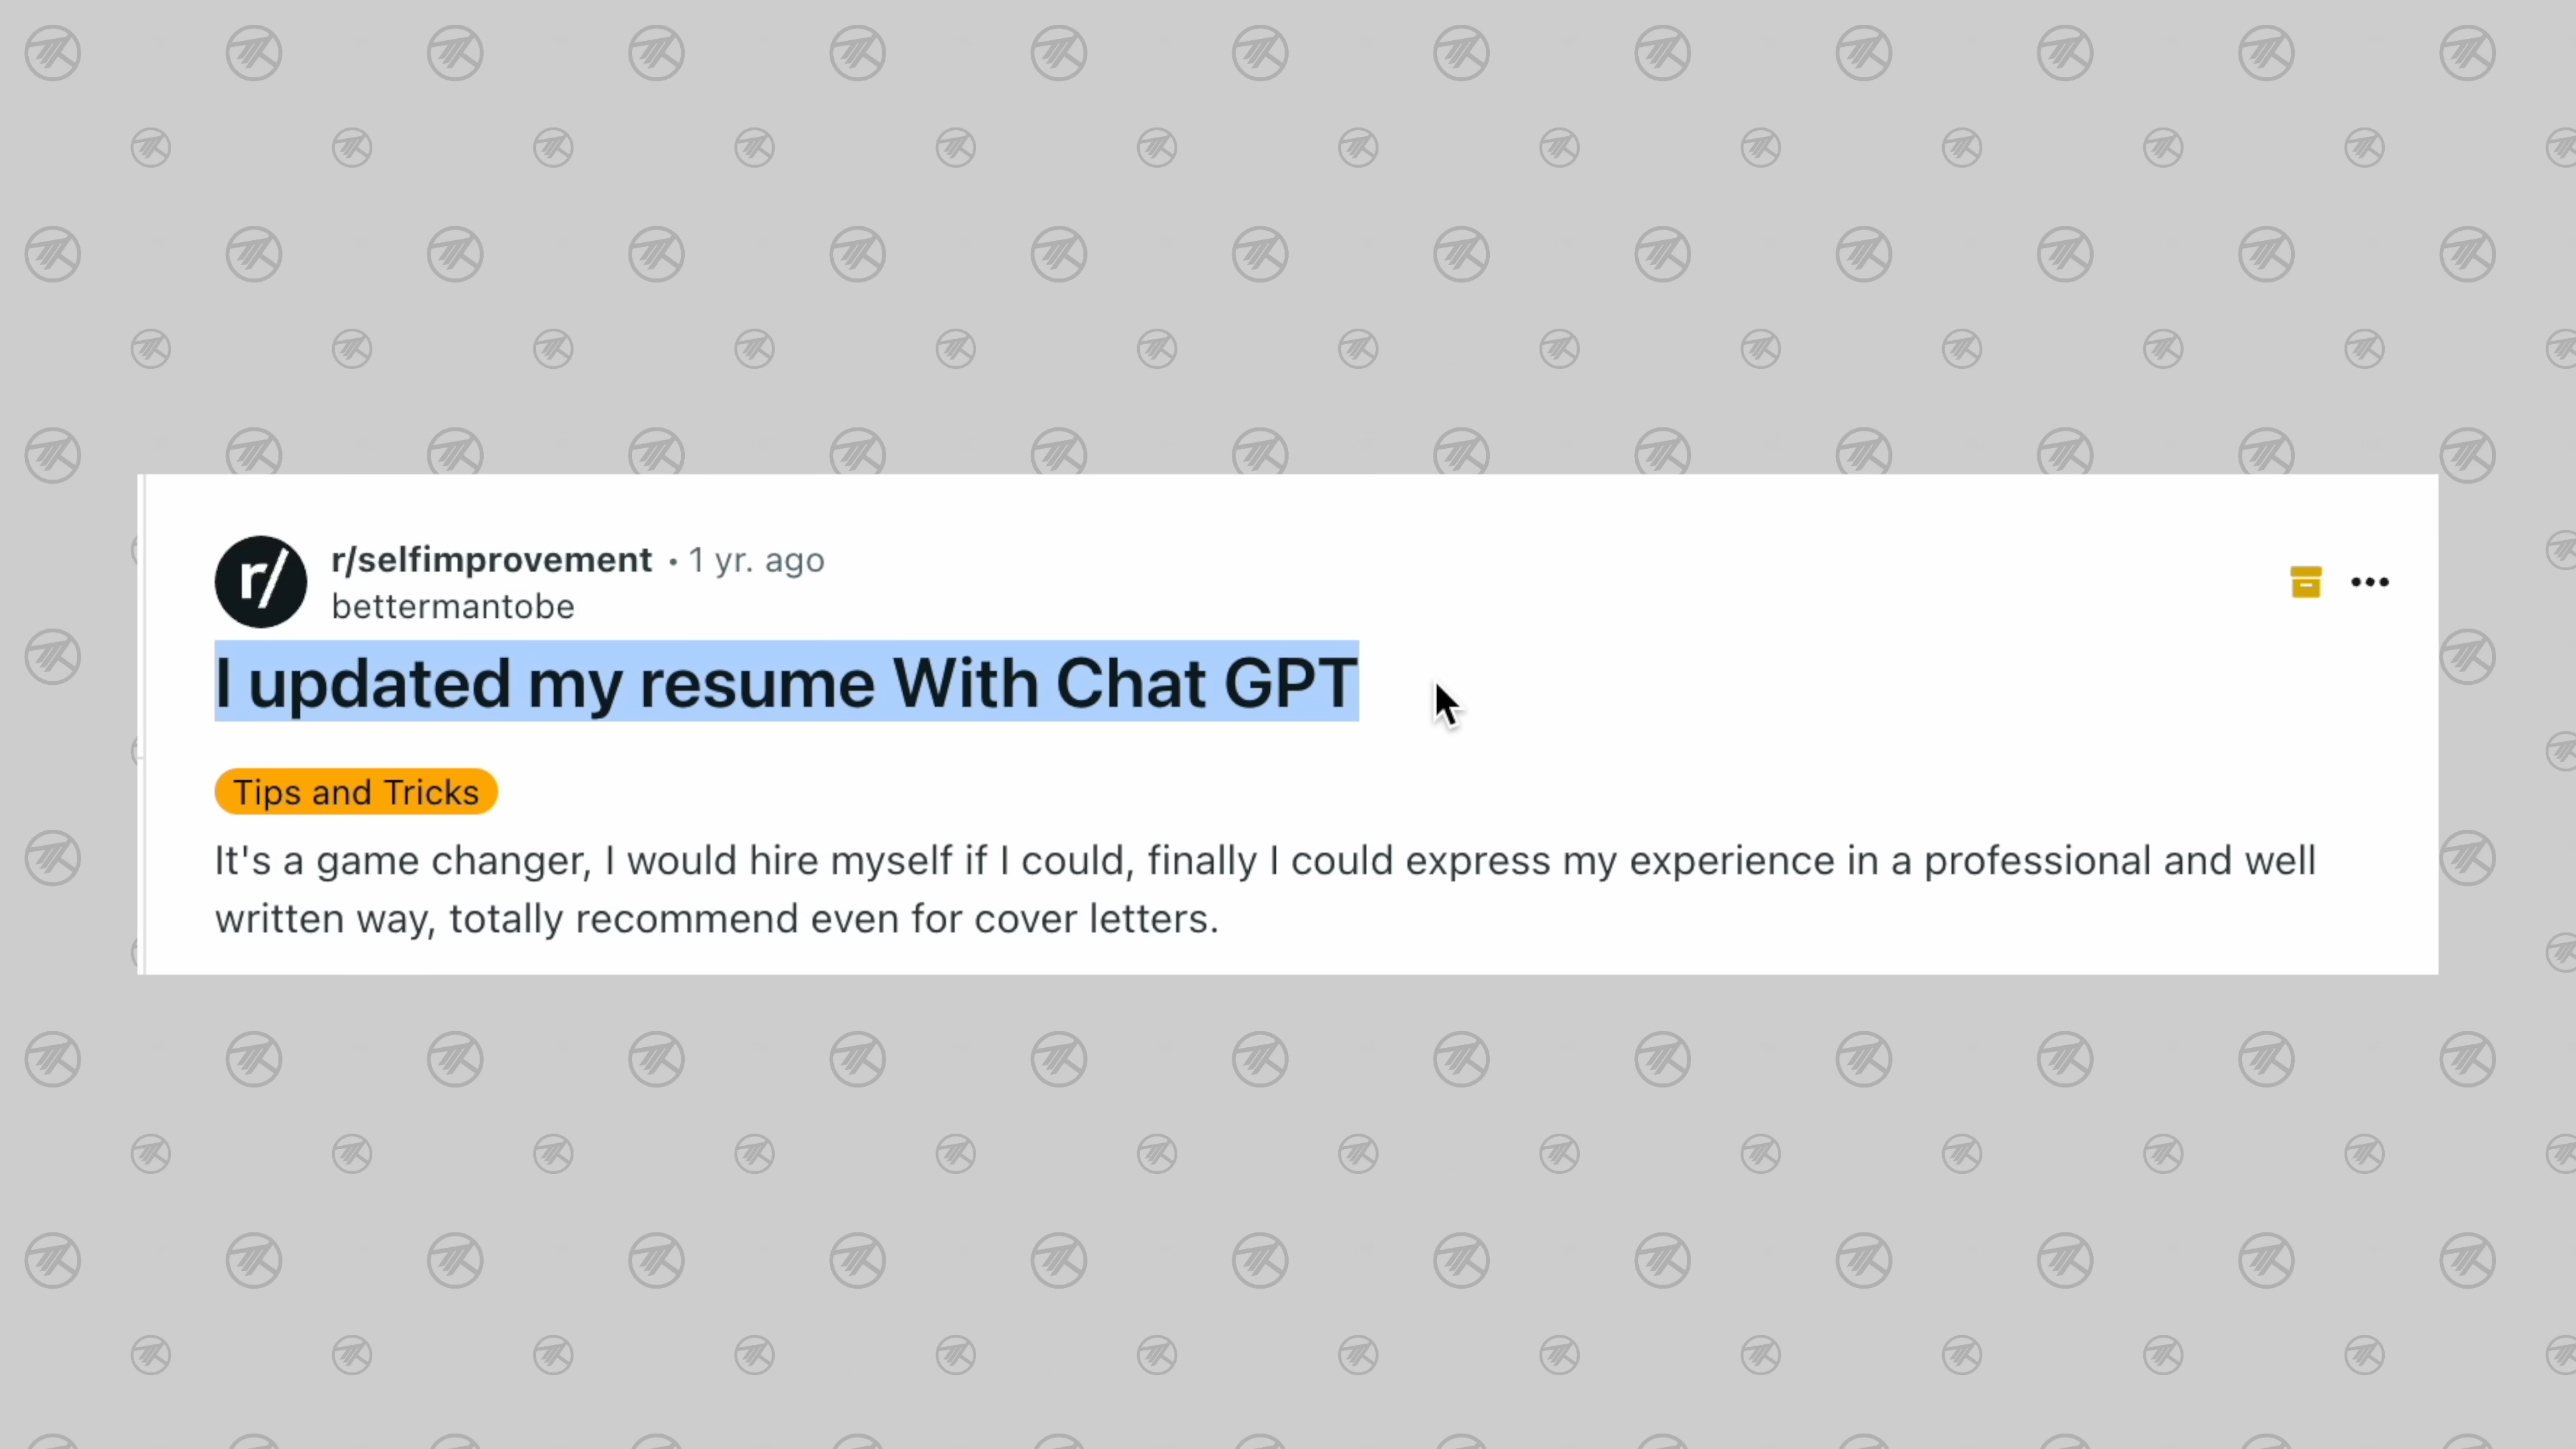 r/
r/selfimprovement • 1 yr. ago
bettermantobe
I updated my resume With Chat GPT
Tips and Tricks
It's a game changer, I would hire myself if I could, finally I could express my experience in a professional and well
written way, totally recommend even for cover letters.